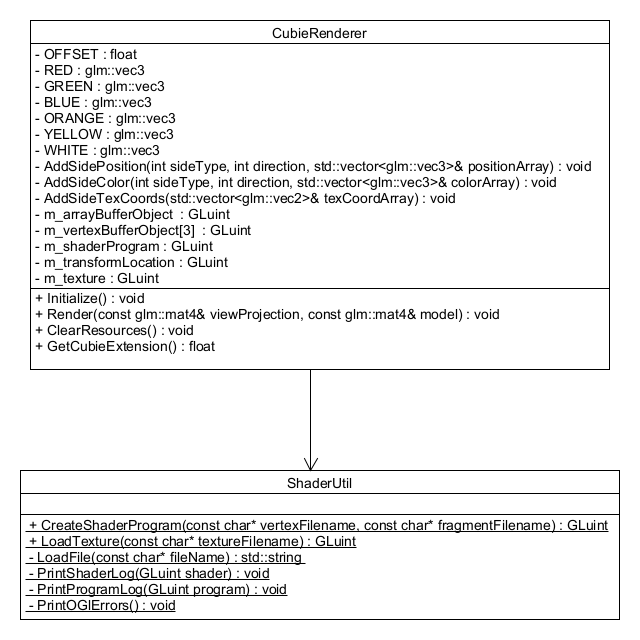 CubieRenderer
- OFFSET : float
- RED : glm::vec3
- GREEN : glm::vec3
- BLUE : glm::vec3
- ORANGE : glm::vec3
- YELLOW : glm::vec3
- WHITE : glm::vec3
- AddSidePosition(int sideType, int direction, std::vector<glm::vec3>& positionArray) : void
- AddSideColor(int sideType, int direction, std::vector<glm::vec3>& colorArray) : void
- AddSideTexCoords(std::vector<glm::vec2>& texCoordArray) : void
- m_arrayBufferObject : GLuint
- m_vertexBufferObject[3] : GLuint
- m_shaderProgram : GLuint
- m_transformLocation : GLuint
- m_texture : GLuint
+ Initialize() : void
+ Render(const glm::mat4& viewProjection, const glm::mat4& model) : void
+ ClearResources() : void
+ GetCubieExtension() : float
ShaderUtil
+ CreateShaderProgram(const char* vertexFilename, const char* fragmentFilename) : GLuint
+ LoadTexture(const char* textureFilename) : GLuint
- LoadFile(const char* fileName) : std::string
- PrintShaderLog(GLuint shader) : void
- PrintProgramLog(GLuint program) : void
- PrintOGlErrors() : void